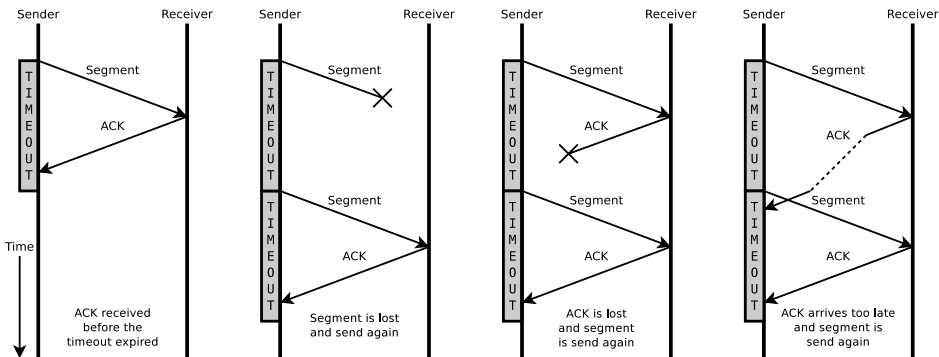 Sender
Receiver
TIMEOUT
Segment
ACK
Time
ACK received
before the
timeout expired
Sender
Receiver
TIMEOUT
Segment
TIMEOUT
Segment
ACK
Segment is lost
and send again
Sender
Receiver
TIMEOUT
Segment
ACK
TIMEOUT
Segment
ACK
ACK is lost
and segment
is send again
Sender
Receiver
TIMEOUT
Segment
ACK
TIMEOUT
Segment
ACK
ACK arrives too late
and segment is
send again